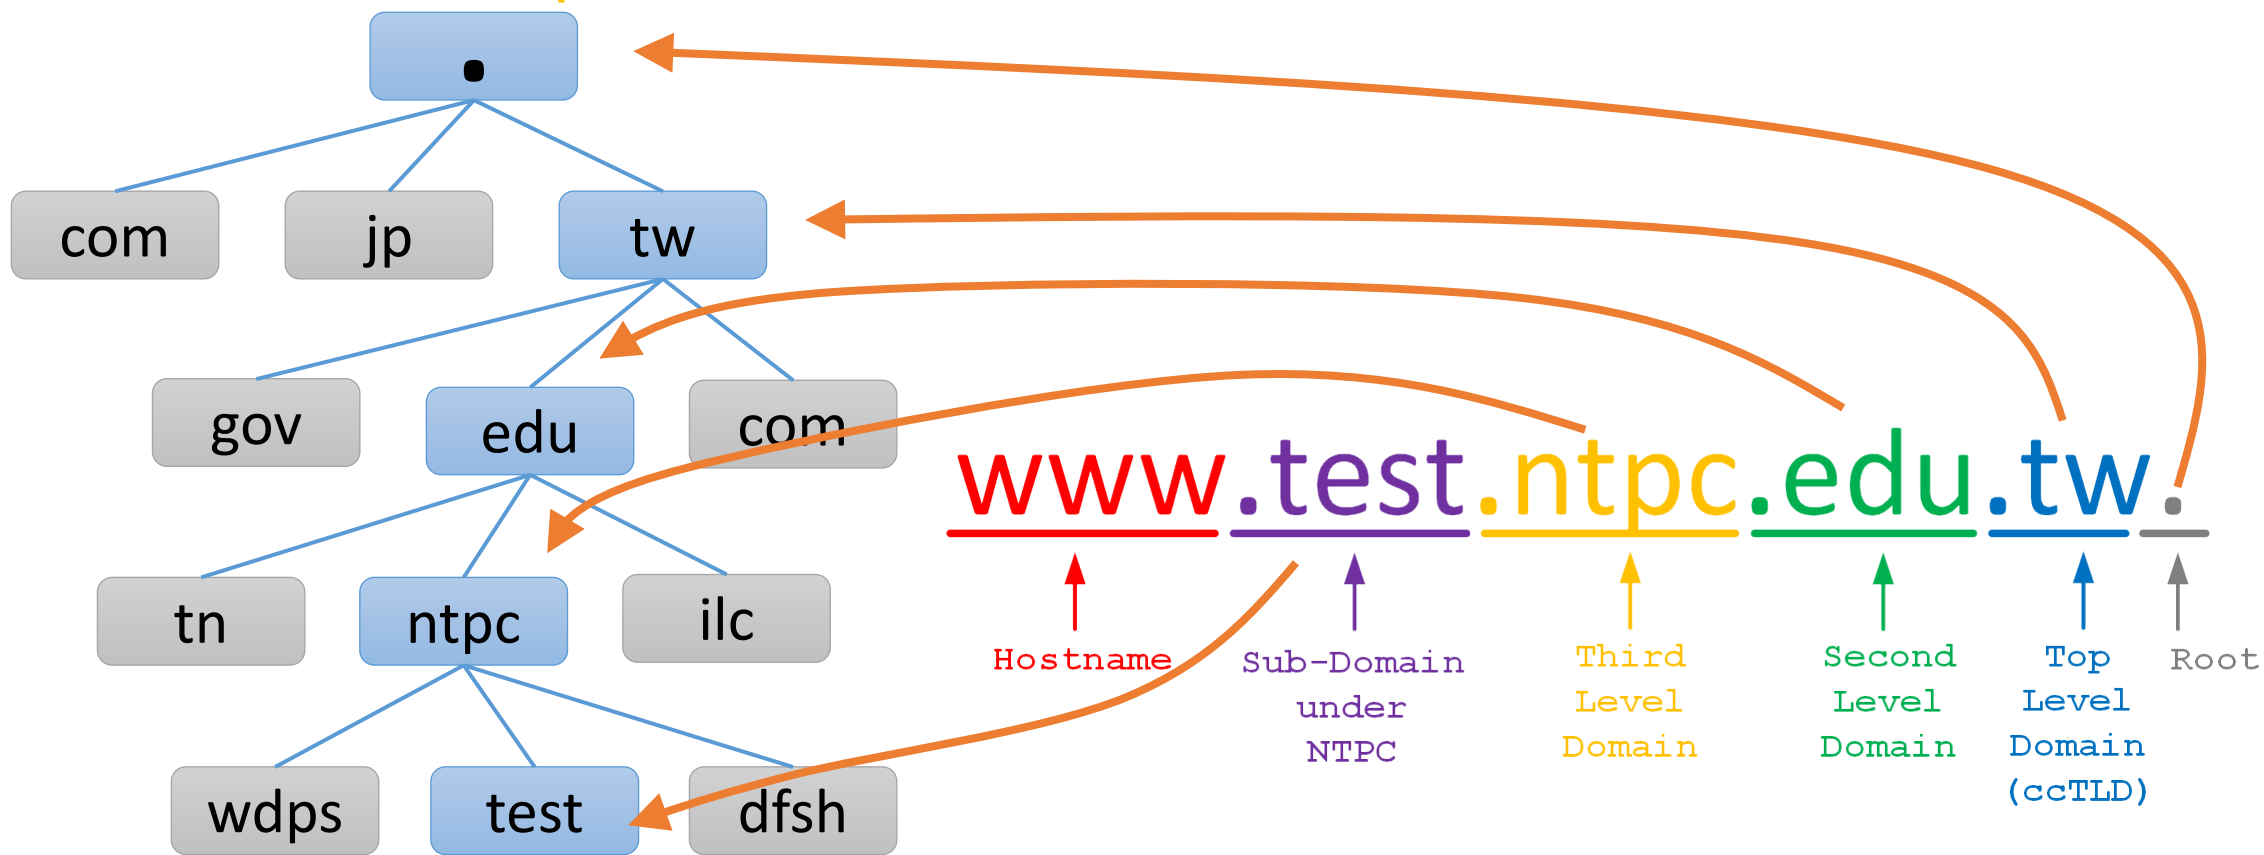 .
com jp tw
gov edu com
www.test.ntpc.edu.tw.
tn ntpc ilc
Hostname
Sub-Domain
under
NTPC
Third
Level
Domain
Second
Level
Domain
Top
Level
Domain
(ccTLD)
Root
wdps test dfsh